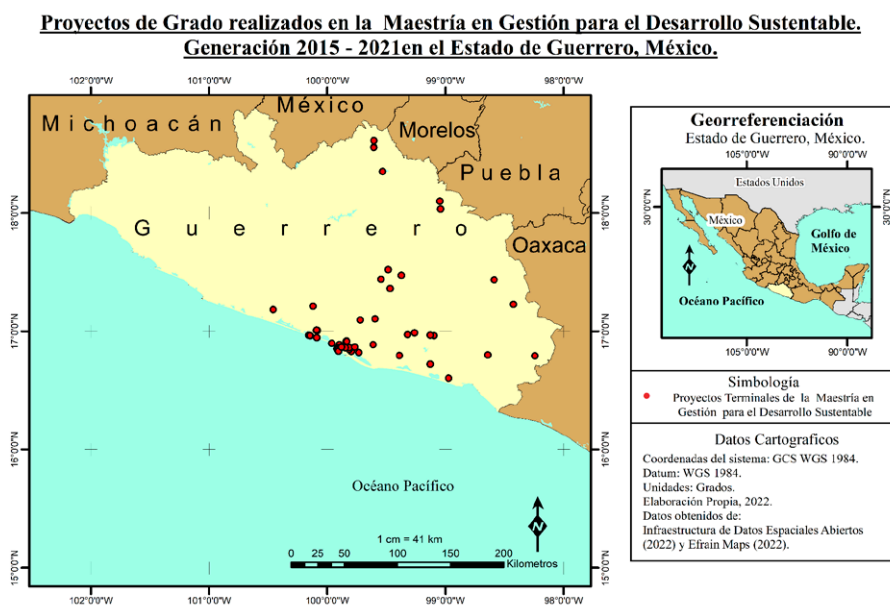 Proyectos de Grado realizados en la Maestría en Gestión para el Desarrollo Sustentable.
Generación 2015 - 2021en el Estado de Guerrero, México.
102°0'0"W 101°0'0"W 100°0'0"W 99°0'0"W 98°0'0"W
Michoacán
México
Morelos
Puebla
Guerrero
Oaxaca
Océano Pacífico
18°0'0"N
17°0'0"N
16°0'0"N
15°0'0"N
18°0'0"N
17°0'0"N
16°0'0"N
15°0'0"N
N
1 cm = 41 km
0 25 50 100 150 200
Kilometros
102°0'0"W 101°0'0"W 100°0'0"W 99°0'0"W 98°0'0"W
Georreferenciación
Estado de Guerrero, México.
105°0'0"W 90°0'0"W
Estados Unidos
30°0'0"N
30°0'0"N
México
Golfo de
México
N
Océano Pacífico
105°0'0"W 90°0'0"W
Simbología
Proyectos Terminales de la Maestría en
Gestión para el Desarrollo Sustentable
Datos Cartograficos
Coordenadas del sistema: GCS WGS 1984.
Datum: WGS 1984.
Unidades: Grados.
Elaboración Propia, 2022.
Datos obtenidos de:
Infraestructura de Datos Espaciales Abiertos
(2022) y Efrain Maps (2022).